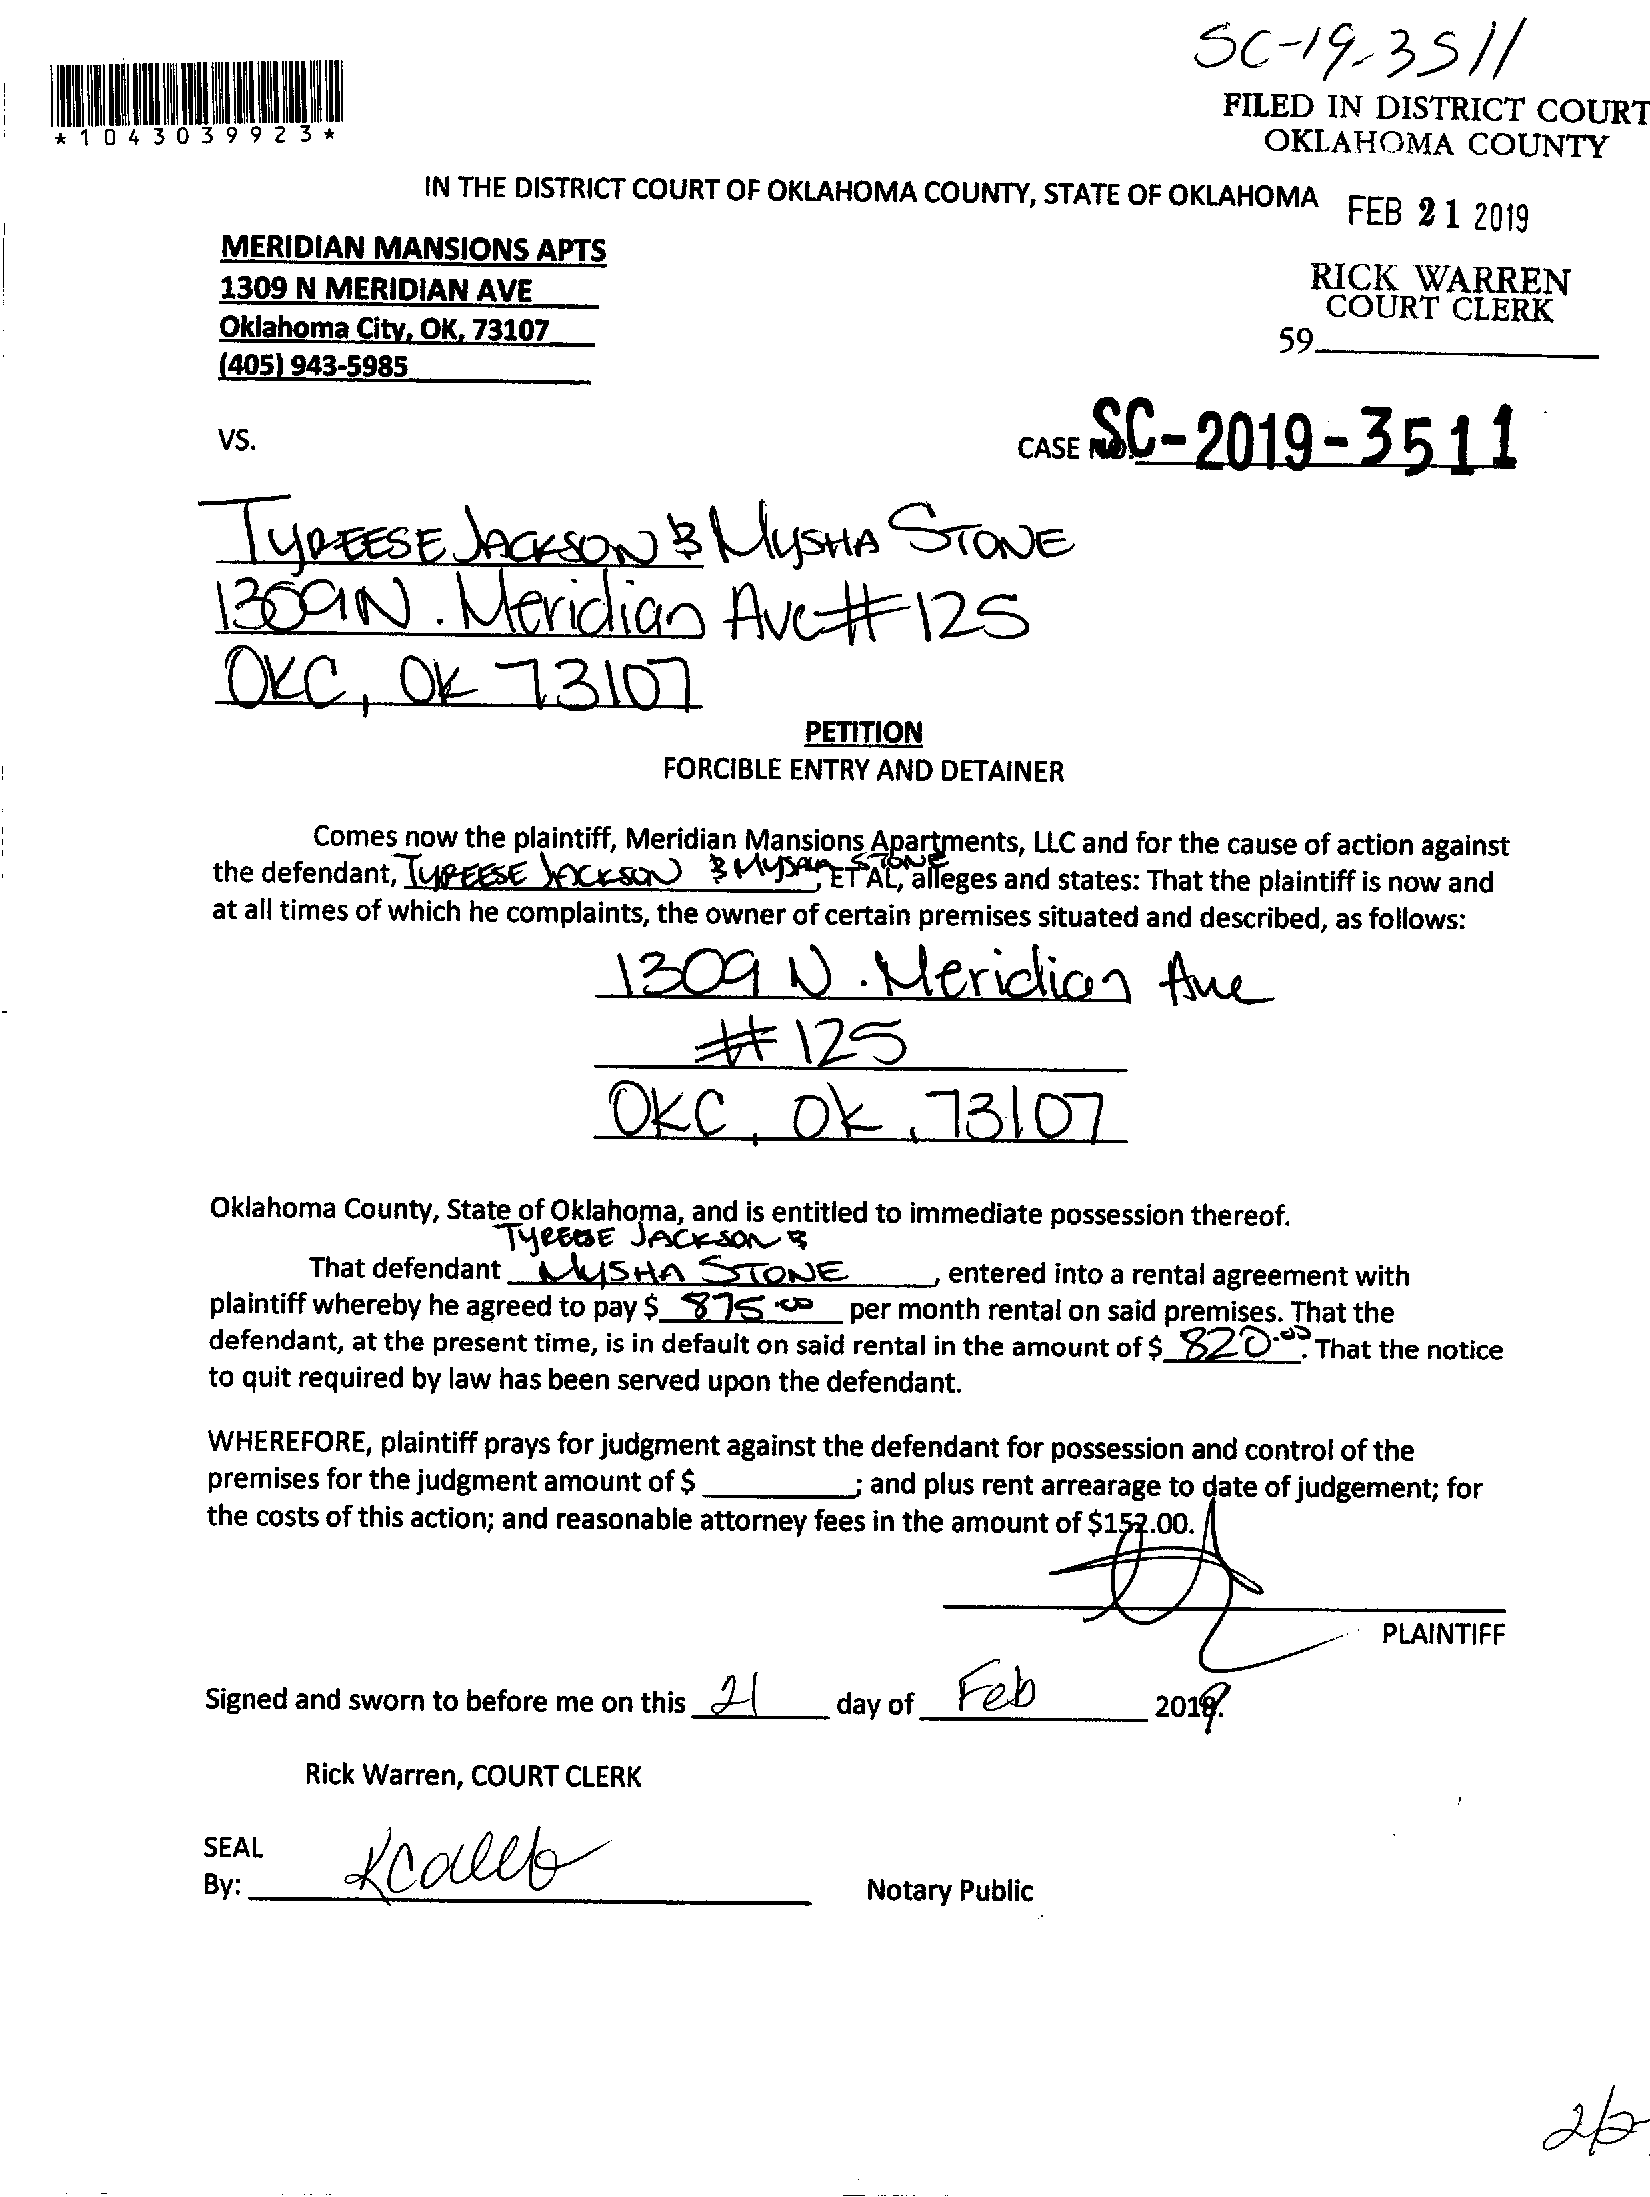 SC-19-3511
FILED IN DISTRICT COURT
OKLAHOMA COUNTY
*1043039923*
IN THE DISTRICT COURT OF OKLAHOMA COUNTY, STATE OF OKLAHOMA
FEB 21 2019
MERIDIAN MANSIONS APTS
1309 N MERIDIAN AVE
Oklahoma City, OK, 73107
(405) 943-5985
RICK WARREN
COURT CLERK
59
VS.
CASE NO. SC-2019-3511
TYREESE JACKSON & MYSHA STONE
1309 N. Meridian Ave #125
OKC, OK 73107
PETITION
FORCIBLE ENTRY AND DETAINER
Comes now the plaintiff, Meridian Mansions Apartments, LLC and for the cause of action against
the defendant, TYREESE JACKSON & MYSHA STONE, ET AL, alleges and states: That the plaintiff is now and
at all times of which he complaints, the owner of certain premises situated and described, as follows:
1309 N. Meridian Ave
#125
OKC, OK, 73107
Oklahoma County, State of Oklahoma, and is entitled to immediate possession thereof.
TYREESE JACKSON &
That defendant MYSHA STONE, entered into a rental agreement with
plaintiff whereby he agreed to pay $ 875.00 per month rental on said premises. That the
defendant, at the present time, is in default on said rental in the amount of $ 820.00. That the notice
to quit required by law has been served upon the defendant.
WHEREFORE, plaintiff prays for judgment against the defendant for possession and control of the
premises for the judgment amount of $ ; and plus rent arrearage to date of judgement; for
the costs of this action; and reasonable attorney fees in the amount of $152.00.
PLAINTIFF
Signed and sworn to before me on this 21 day of Feb 2019.
Rick Warren, COURT CLERK
SEAL
By: KCaleb
Notary Public